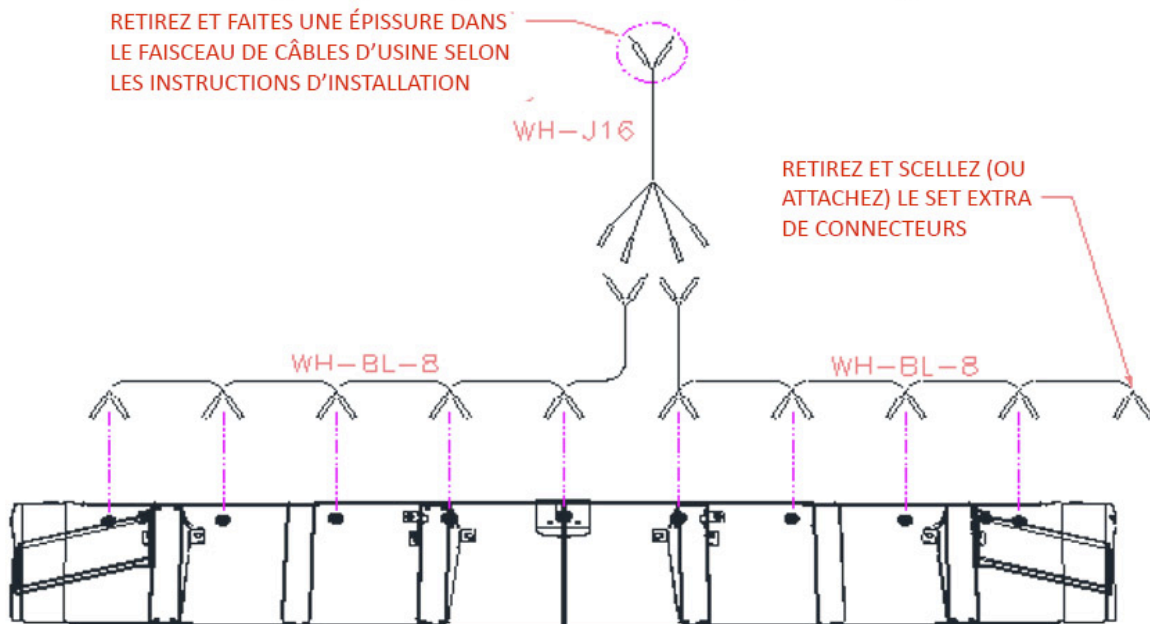 RETIREZ ET FAITES UNE ÉPISSURE DANS
LE FAISCEAU DE CÂBLES D’USINE SELON
LES INSTRUCTIONS D’INSTALLATION
WH-J16
RETIREZ ET SCELLEZ (OU
ATTACHEZ) LE SET EXTRA
DE CONNECTEURS
WH-BL-8
WH-BL-8